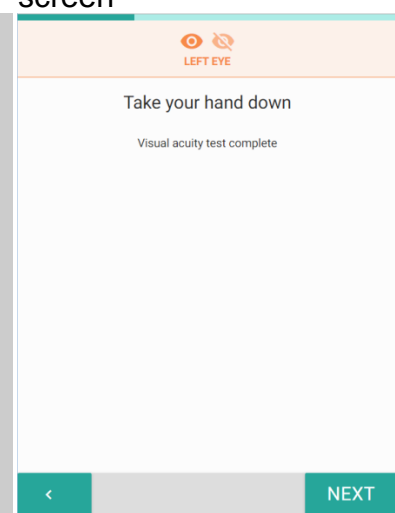 screen
LEFT EYE
Take your hand down
Visual acuity test complete
NEXT